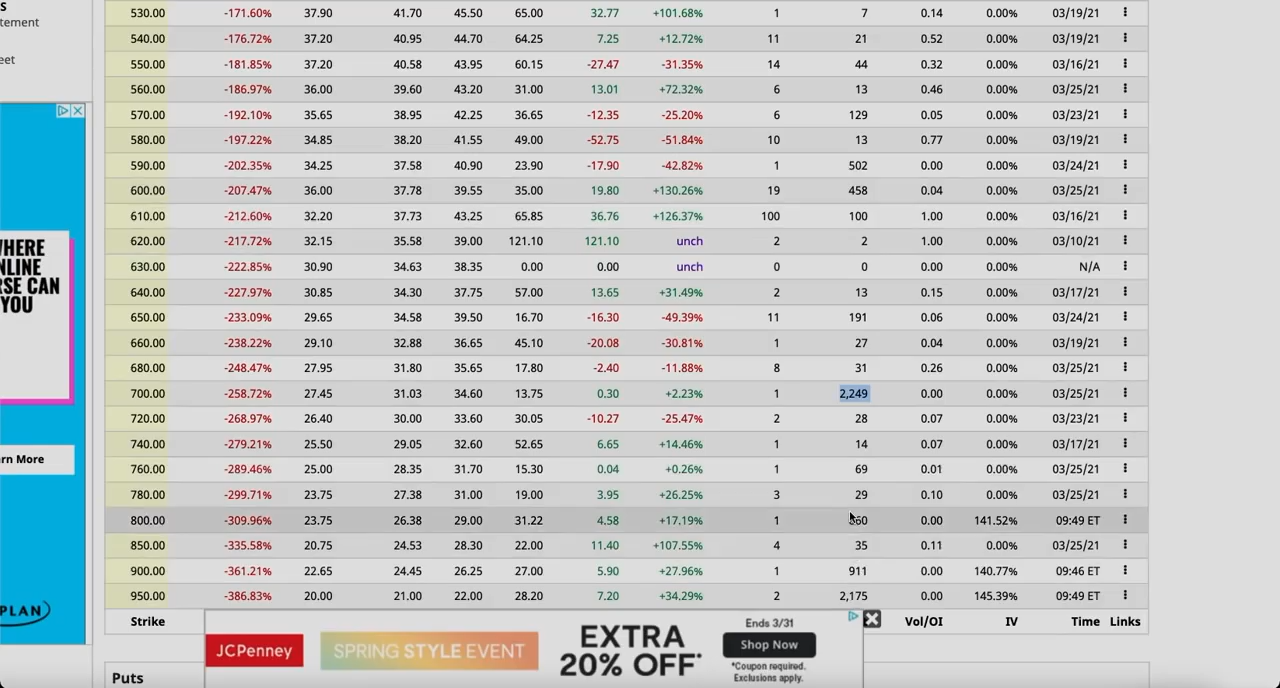 s
tement
eet
530.00 -171.60% 37.90 41.70 45.50 65.00 32.77 +101.68% 1 7 0.14 0.00% 03/19/21
540.00 -176.72% 37.20 40.95 44.70 64.25 7.25 +12.72% 11 21 0.52 0.00% 03/19/21
550.00 -181.85% 37.20 40.58 43.95 60.15 -27.47 -31.35% 14 44 0.32 0.00% 03/16/21
560.00 -186.97% 36.00 39.60 43.20 31.00 13.01 +72.32% 6 13 0.46 0.00% 03/25/21
570.00 -192.10% 35.65 38.95 42.25 36.65 -12.35 -25.20% 6 129 0.05 0.00% 03/23/21
580.00 -197.22% 34.85 38.20 41.55 49.00 -52.75 -51.84% 10 13 0.77 0.00% 03/19/21
590.00 -202.35% 34.25 37.58 40.90 23.90 -17.90 -42.82% 1 502 0.00 0.00% 03/24/21
600.00 -207.47% 36.00 37.78 39.55 35.00 19.80 +130.26% 19 458 0.04 0.00% 03/25/21
610.00 -212.60% 32.20 37.73 43.25 65.85 36.76 +126.37% 100 100 1.00 0.00% 03/16/21
620.00 -217.72% 32.15 35.58 39.00 121.10 121.10 unch 2 2 1.00 0.00% 03/10/21
630.00 -222.85% 30.90 34.63 38.35 0.00 0.00 unch 0 0 0.00 0.00% N/A
640.00 -227.97% 30.85 34.30 37.75 57.00 13.65 +31.49% 2 13 0.15 0.00% 03/17/21
650.00 -233.09% 29.65 34.58 39.50 16.70 -16.30 -49.39% 11 191 0.06 0.00% 03/24/21
660.00 -238.22% 29.10 32.88 36.65 45.10 -20.08 -30.81% 1 27 0.04 0.00% 03/19/21
680.00 -248.47% 27.95 31.80 35.65 17.80 -2.40 -11.88% 8 31 0.26 0.00% 03/25/21
700.00 -258.72% 27.45 31.03 34.60 13.75 0.30 +2.23% 1 2,249 0.00 0.00% 03/25/21
720.00 -268.97% 26.40 30.00 33.60 30.05 -10.27 -25.47% 2 28 0.07 0.00% 03/23/21
740.00 -279.21% 25.50 29.05 32.60 52.65 6.65 +14.46% 1 14 0.07 0.00% 03/17/21
760.00 -289.46% 25.00 28.35 31.70 15.30 0.04 +0.26% 1 69 0.01 0.00% 03/25/21
780.00 -299.71% 23.75 27.38 31.00 19.00 3.95 +26.25% 3 29 0.10 0.00% 03/25/21
800.00 -309.96% 23.75 26.38 29.00 31.22 4.58 +17.19% 1 0.00 141.52% 09:49 ET
850.00 -335.58% 20.75 24.53 28.30 22.00 11.40 +107.55% 4 35 0.11 0.00% 03/25/21
900.00 -361.21% 22.65 24.45 26.25 27.00 5.90 +27.96% 1 911 0.00 140.77% 09:46 ET
950.00 -386.83% 20.00 21.00 22.00 28.20 7.20 +34.29% 2 2,175 0.00 145.39% 09:49 ET
Strike Vol/OI IV Time Links
Puts
WHERE
NLINE
RSE CAN
YOU
rn More
PLAN
JCPenney
SPRING STYLE EVENT
EXTRA
20% OFF*
Ends 3/31
Shop Now
*Coupon required.
Exclusions apply.